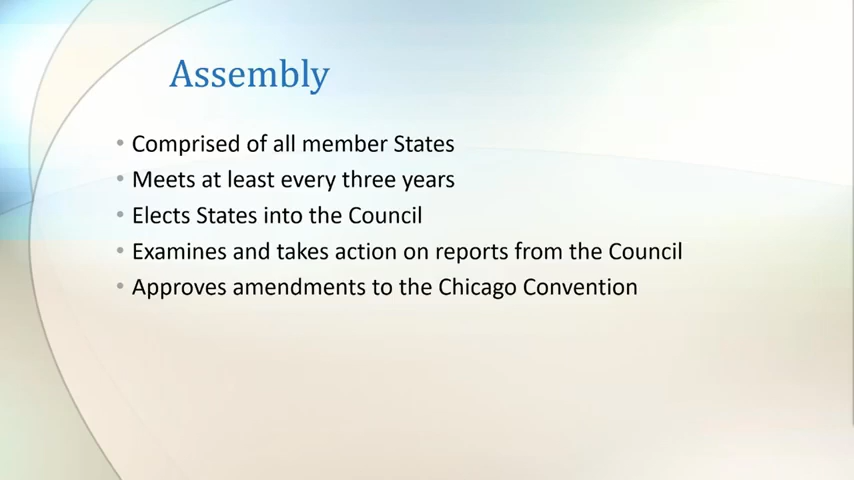 Assembly
• Comprised of all member States
• Meets at least every three years
• Elects States into the Council
• Examines and takes action on reports from the Council
• Approves amendments to the Chicago Convention